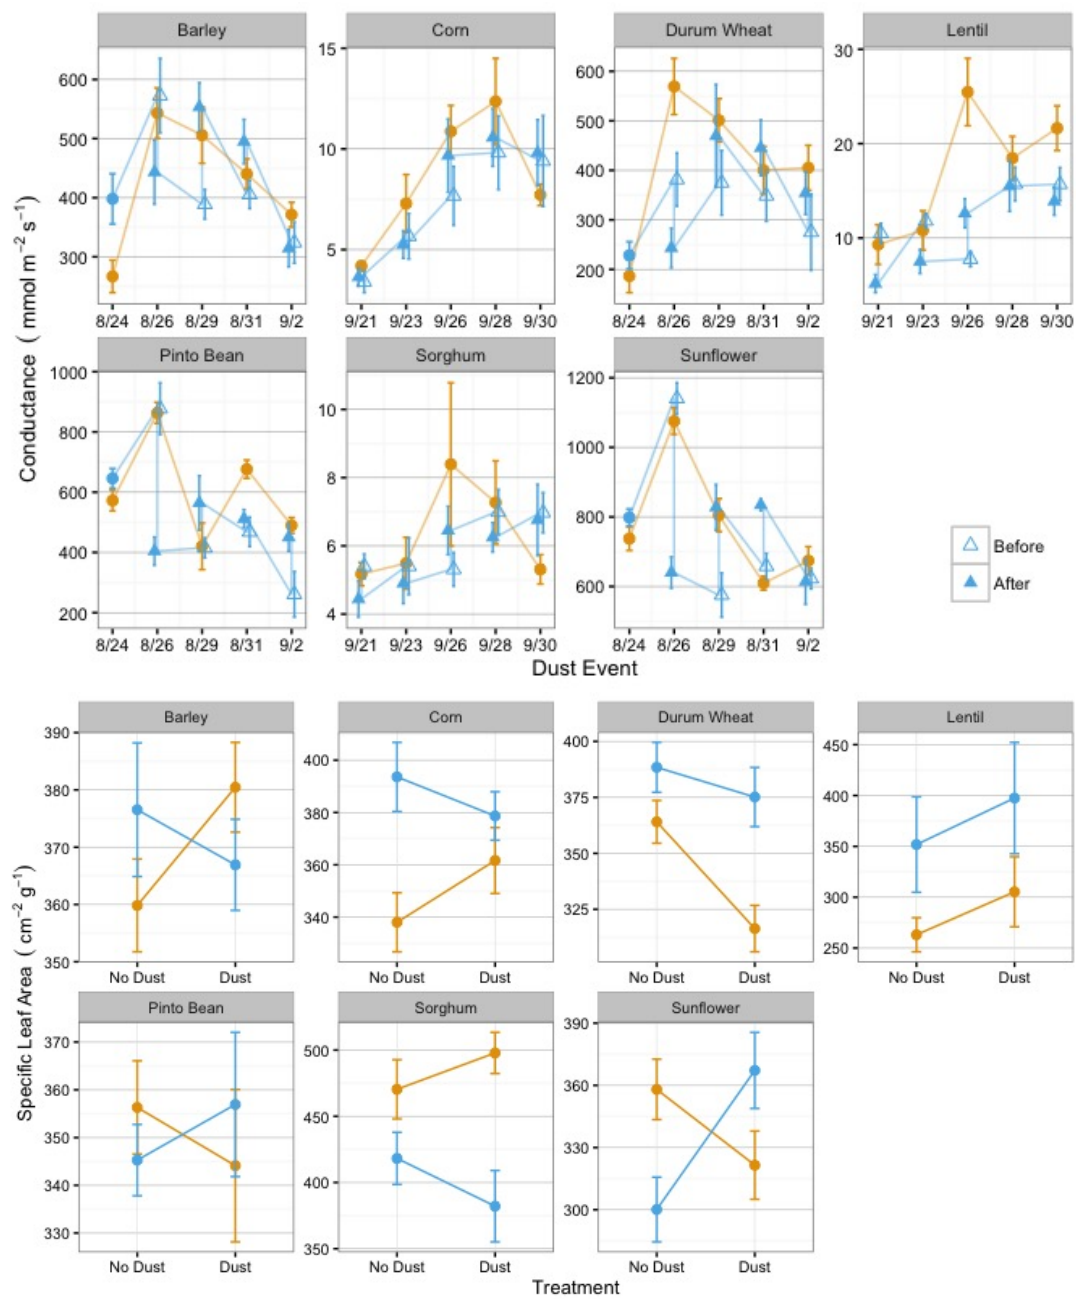 Barley Corn Durum Wheat Lentil
600 500 400 300
15 10 5
600 500 400 300 200
30 20 10
8/24 8/26 8/29 8/31 9/2
9/21 9/23 9/26 9/28 9/30
8/24 8/26 8/29 8/31 9/2
9/21 9/23 9/26 9/28 9/30
Conductance ( mmol m⁻² s⁻¹)
Pinto Bean Sorghum Sunflower
1000 800 600 400 200
10 8 6 4
1200 1000 800 600
8/24 8/26 8/29 8/31 9/2
9/21 9/23 9/26 9/28 9/30
8/24 8/26 8/29 8/31 9/2
Before
After
Dust Event
Barley Corn Durum Wheat Lentil
390 380 370 360 350
400 380 360 340
400 375 350 325
450 400 350 300 250
No Dust Dust No Dust Dust No Dust Dust No Dust Dust
Specific Leaf Area ( cm⁻² g⁻¹)
Pinto Bean Sorghum Sunflower
370 360 350 340 330
500 450 400 350
390 360 330 300
No Dust Dust No Dust Dust No Dust Dust
Treatment